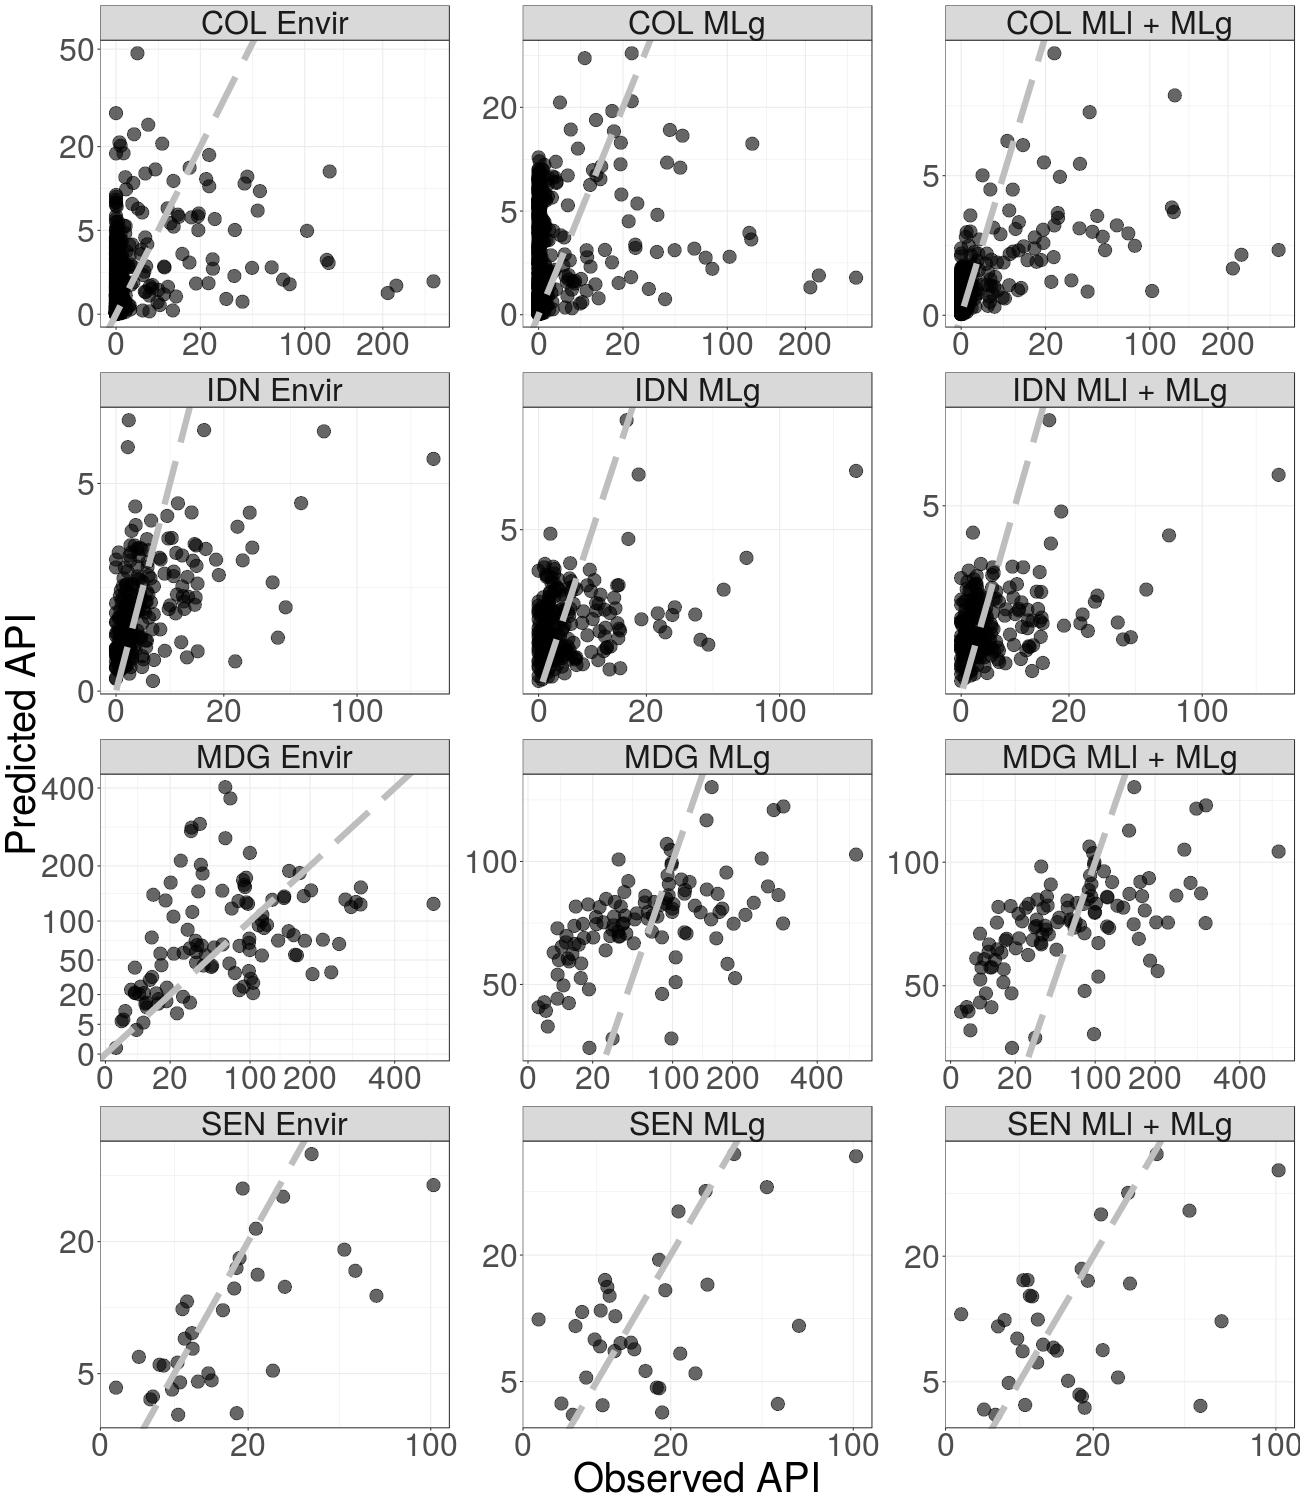 COL Envir
COL MLg
COL MLl + MLg
50
20
5
0
20
5
0
5
0
0 20 100 200
0 20 100 200
0 20 100 200
IDN Envir
IDN MLg
IDN MLl + MLg
5
0
5
5
0 20 100
0 20 100
0 20 100
Predicted API
MDG Envir
MDG MLg
MDG MLl + MLg
400
200
100
50
20
5
0
100
50
100
50
0 20 100 200 400
0 20 100 200 400
0 20 100 200 400
SEN Envir
SEN MLg
SEN MLl + MLg
20
5
20
5
20
5
0 20 100
0 20 100
0 20 100
Observed API